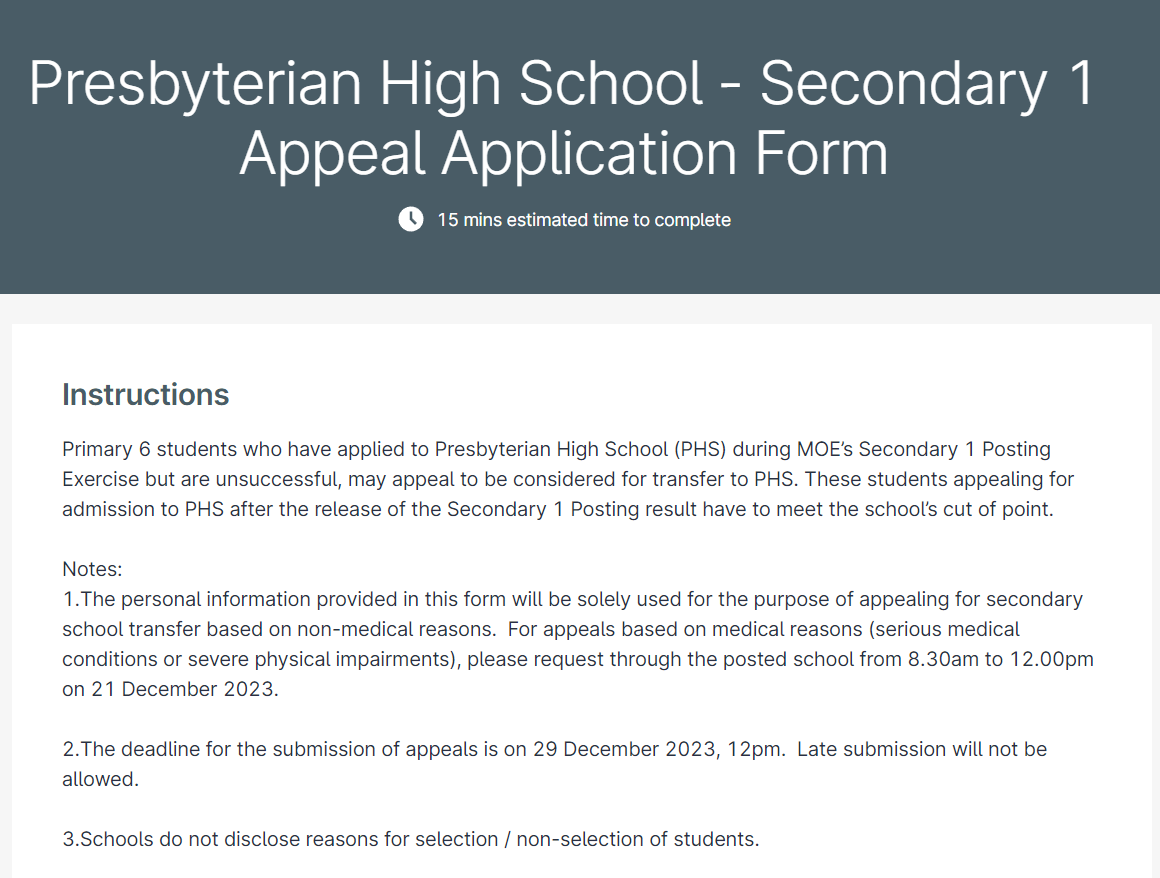 Presbyterian High School - Secondary 1
Appeal Application Form
15 mins estimated time to complete
Instructions
Primary 6 students who have applied to Presbyterian High School (PHS) during MOE’s Secondary 1 Posting
Exercise but are unsuccessful, may appeal to be considered for transfer to PHS. These students appealing for
admission to PHS after the release of the Secondary 1 Posting result have to meet the school’s cut of point.
Notes:
1.The personal information provided in this form will be solely used for the purpose of appealing for secondary
school transfer based on non-medical reasons.  For appeals based on medical reasons (serious medical
conditions or severe physical impairments), please request through the posted school from 8.30am to 12.00pm
on 21 December 2023.
2.The deadline for the submission of appeals is on 29 December 2023, 12pm.  Late submission will not be
allowed.
3.Schools do not disclose reasons for selection / non-selection of students.